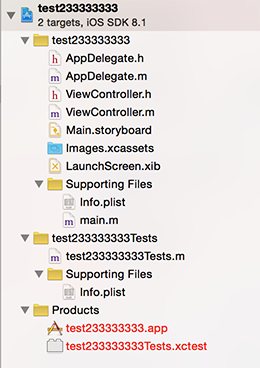 test233333333
2 targets, iOS SDK 8.1
test233333333
h AppDelegate.h
m AppDelegate.m
h ViewController.h
m ViewController.m
Main.storyboard
Images.xcassets
LaunchScreen.xib
Supporting Files
Info.plist
m main.m
test233333333Tests
m test233333333Tests.m
Supporting Files
Info.plist
Products
test233333333.app
test233333333Tests.xctest